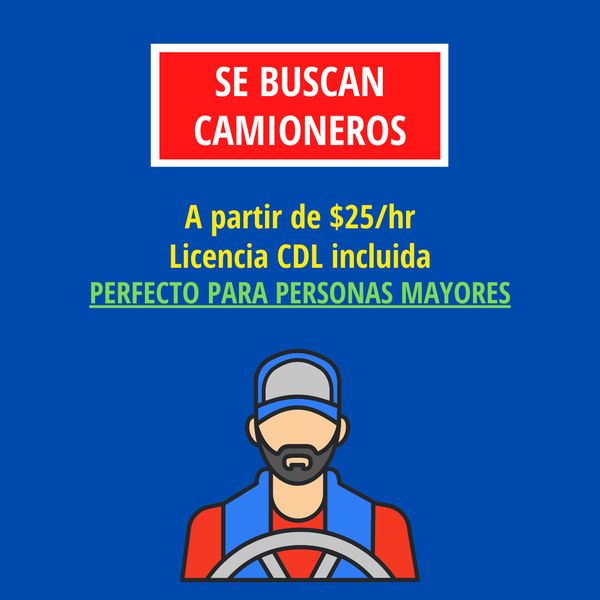 SE BUSCAN
CAMIONEROS
A partir de $25/hr
Licencia CDL incluida
PERFECTO PARA PERSONAS MAYORES